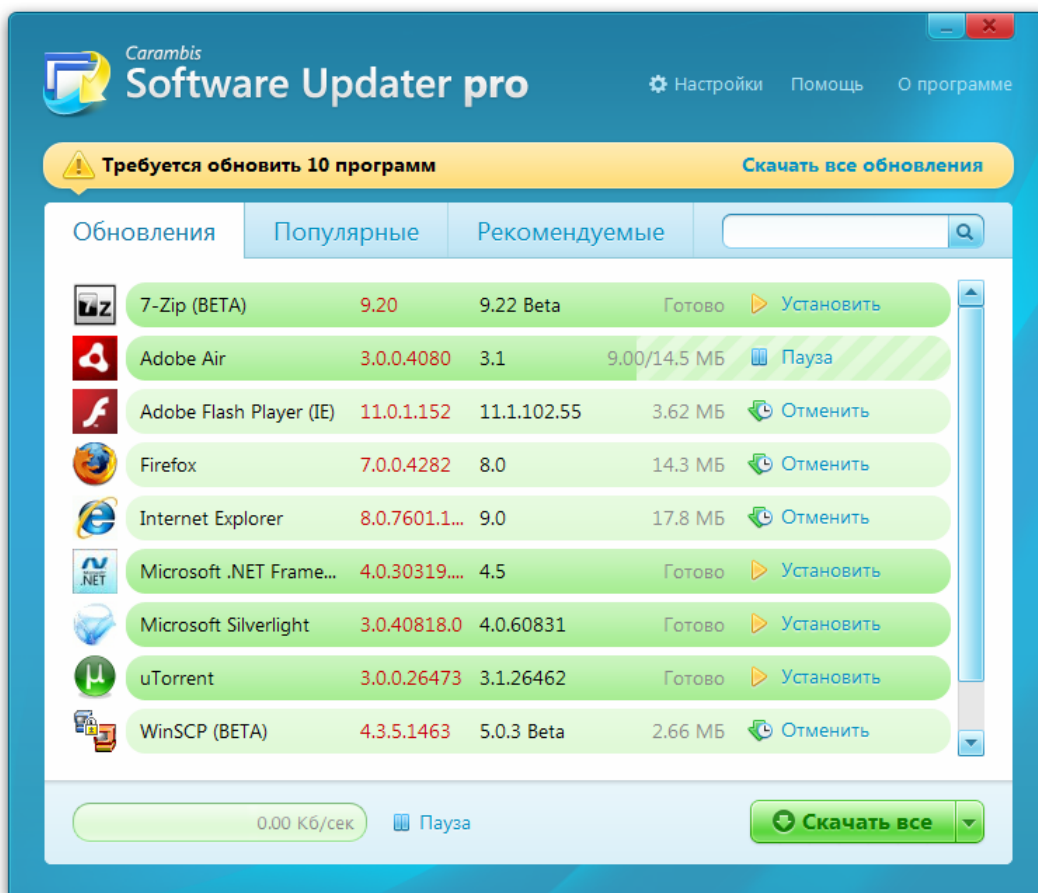 Carambis
Software Updater pro
Настройки Помощь О программе
Требуется обновить 10 программ Скачать все обновления
Обновления Популярные Рекомендуемые
7-Zip (BETA) 9.20 9.22 Beta Готово Установить
Adobe Air 3.0.0.4080 3.1 9.00/14.5 МБ Пауза
Adobe Flash Player (IE) 11.0.1.152 11.1.102.55 3.62 МБ Отменить
Firefox 7.0.0.4282 8.0 14.3 МБ Отменить
Internet Explorer 8.0.7601.1... 9.0 17.8 МБ Отменить
Microsoft .NET Frame... 4.0.30319.... 4.5 Готово Установить
Microsoft Silverlight 3.0.40818.0 4.0.60831 Готово Установить
uTorrent 3.0.0.26473 3.1.26462 Готово Установить
WinSCP (BETA) 4.3.5.1463 5.0.3 Beta 2.66 МБ Отменить
0.00 Кб/сек Пауза Скачать все